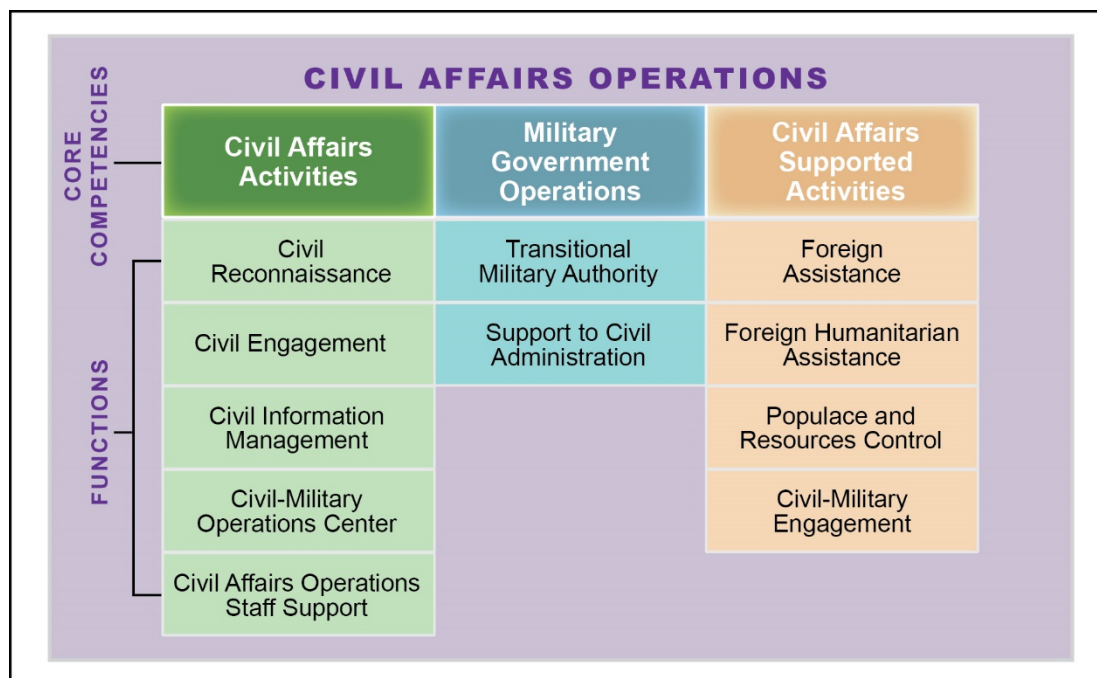 CIVIL AFFAIRS OPERATIONS
CORE
COMPETENCIES
Civil Affairs
Activities
Military
Government
Operations
Civil Affairs
Supported
Activities
FUNCTIONS
Civil
Reconnaissance
Transitional
Military Authority
Foreign
Assistance
Civil Engagement
Support to Civil
Administration
Foreign Humanitarian
Assistance
Civil Information
Management
Populace and
Resources Control
Civil-Military
Operations Center
Civil-Military
Engagement
Civil Affairs Operations
Staff Support